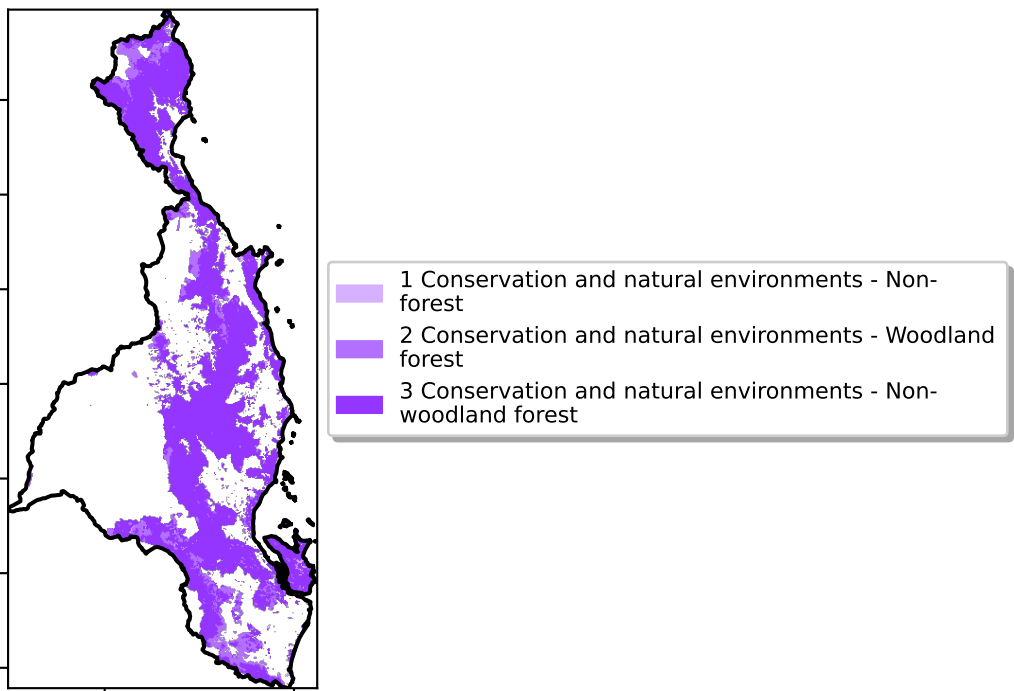 1 Conservation and natural environments - Non-
forest
2 Conservation and natural environments - Woodland
forest
3 Conservation and natural environments - Non-
woodland forest